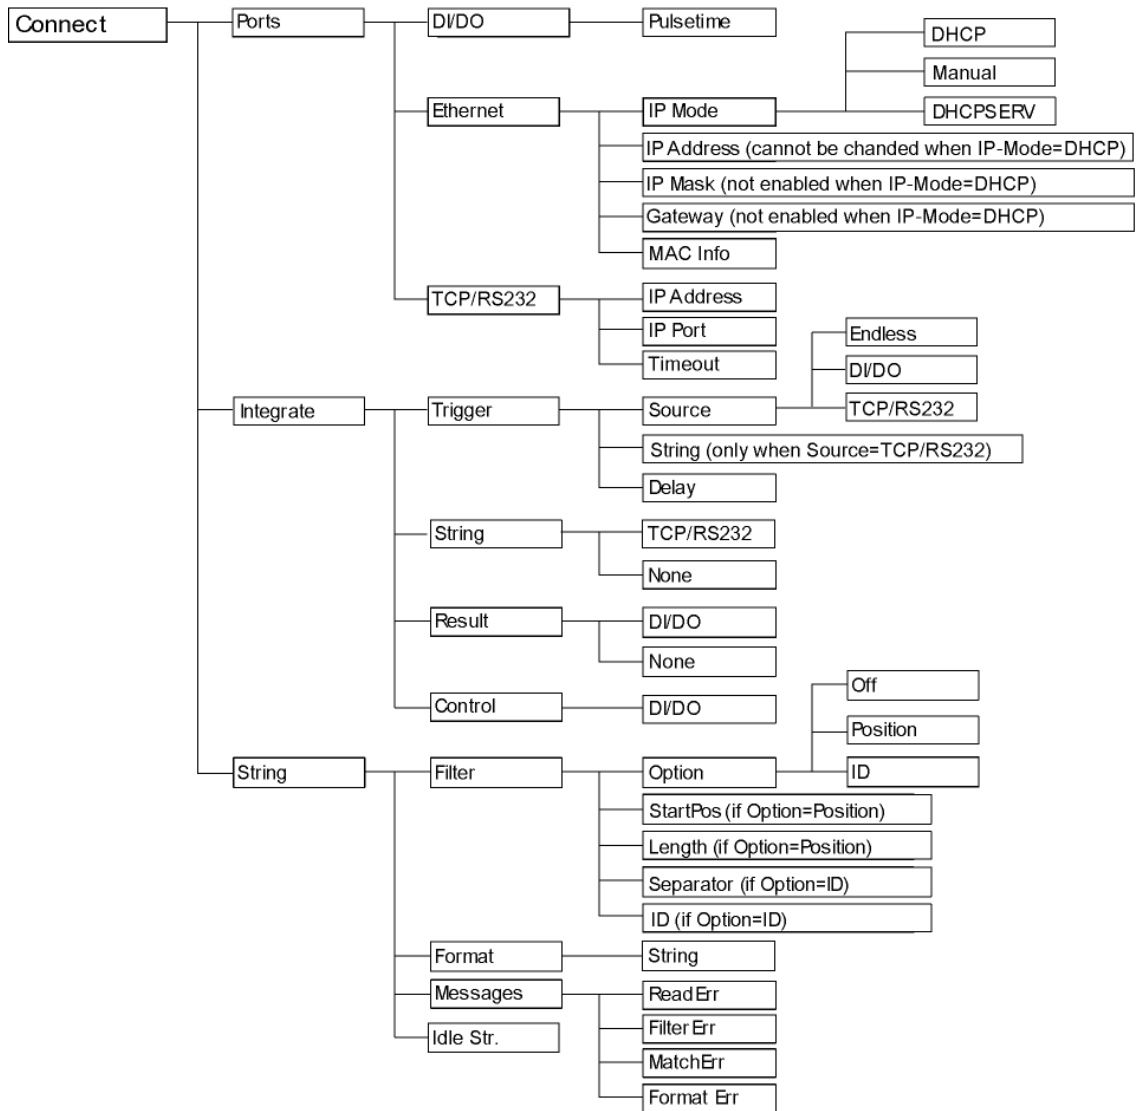 Connect
Ports
DI/DO
Pulsetime
Ethernet
IP Mode
DHCP
Manual
DHCPSERV
IP Address (cannot be chanded when IP-Mode=DHCP)
IP Mask (not enabled when IP-Mode=DHCP)
Gateway (not enabled when IP-Mode=DHCP)
MAC Info
TCP/RS232
IP Address
IP Port
Timeout
Integrate
Trigger
Source
Endless
DI/DO
TCP/RS232
String (only when Source=TCP/RS232)
Delay
String
TCP/RS232
None
Result
DI/DO
None
Control
DI/DO
String
Filter
Option
Off
Position
ID
StartPos (if Option=Position)
Length (if Option=Position)
Separator (if Option=ID)
ID (if Option=ID)
Format
String
Messages
ReadErr
FilterErr
MatchErr
Format Err
Idle Str.